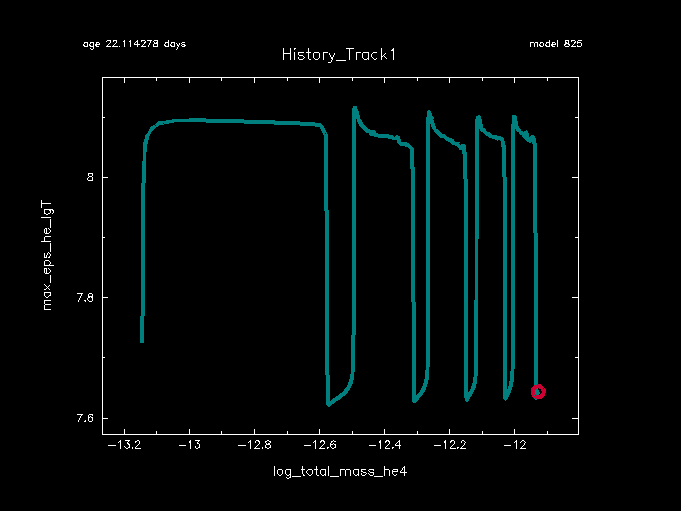 age 22.114278 days
model 825
History_Track1
8
7.8
7.6
max_eps_he_lgT
−13.2 −13 −12.8 −12.6 −12.4 −12.2 −12
log_total_mass_he4